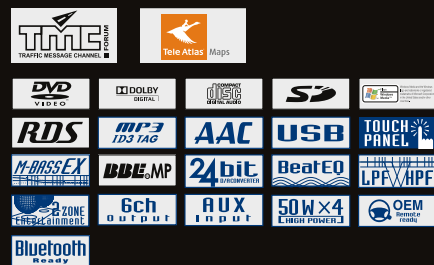 TMC FORUM
TRAFFIC MESSAGE CHANNEL
Tele Atlas Maps
DVD
VIDEO
DOLBY
DIGITAL
COMPACT
disc
DIGITAL AUDIO
SD
RDS
MP3
ID3 TAG
AAC
USB
TOUCH
PANEL
M-BASS EX
BBE MP
24bit
D/A CONVERTER
BeatEQ
LPF HPF
2 ZONE
Entertainment
6ch
Output
AUX
Input
50W×4
HIGH POWER
OEM
Remote
ready
Bluetooth
Ready